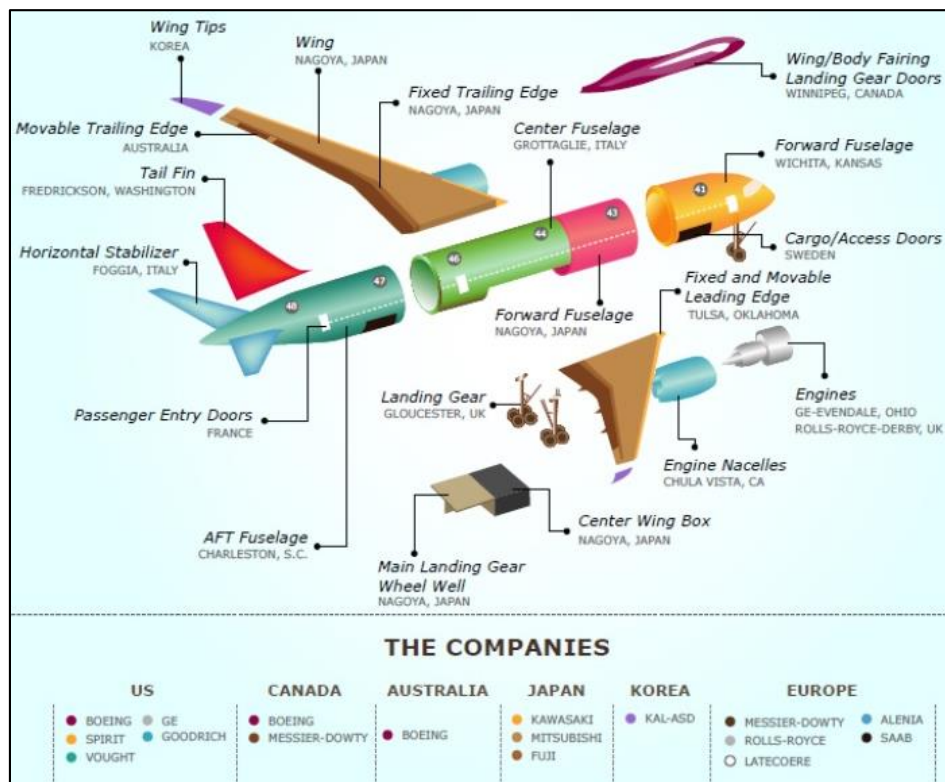 Wing Tips
KOREA
Wing
NAGOYA, JAPAN
Wing/Body Fairing
Landing Gear Doors
WINNIPEG, CANADA
Fixed Trailing Edge
NAGOYA, JAPAN
Movable Trailing Edge
AUSTRALIA
Center Fuselage
GROTTAGLIE, ITALY
Forward Fuselage
WICHITA, KANSAS
Tail Fin
FREDRICKSON, WASHINGTON
41
43
44
46
47
48
Horizontal Stabilizer
FOGGIA, ITALY
Cargo/Access Doors
SWEDEN
Fixed and Movable
Leading Edge
TULSA, OKLAHOMA
Forward Fuselage
NAGOYA, JAPAN
Passenger Entry Doors
FRANCE
Landing Gear
GLOUCESTER, UK
Engines
GE-EVENDALE, OHIO
ROLLS-ROYCE-DERBY, UK
Engine Nacelles
CHULA VISTA, CA
AFT Fuselage
CHARLESTON, S.C.
Center Wing Box
NAGOYA, JAPAN
Main Landing Gear
Wheel Well
NAGOYA, JAPAN
THE COMPANIES
US
BOEING
SPIRIT
VOUGHT
GE
GOODRICH
CANADA
BOEING
MESSIER-DOWTY
AUSTRALIA
BOEING
JAPAN
KAWASAKI
MITSUBISHI
FUJI
KOREA
KAL-ASD
EUROPE
MESSIER-DOWTY
ROLLS-ROYCE
LATECOERE
ALENIA
SAAB